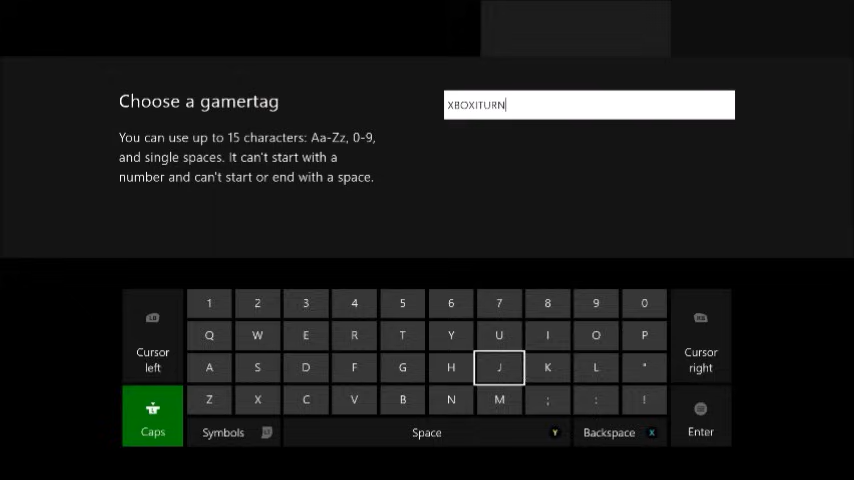 Choose a gamertag
XBOXITURN
You can use up to 15 characters: Aa-Zz, 0-9,
and single spaces. It can't start with a
number and can't start or end with a space.
1 2 3 4 5 6 7 8 9 0
Q W E R T Y U I O P
A S D F G H J K L "
Z X C V B N M ; : !
LB
Cursor
left
RB
Cursor
right
L
Caps
Symbols
Space Y
Backspace X
Enter